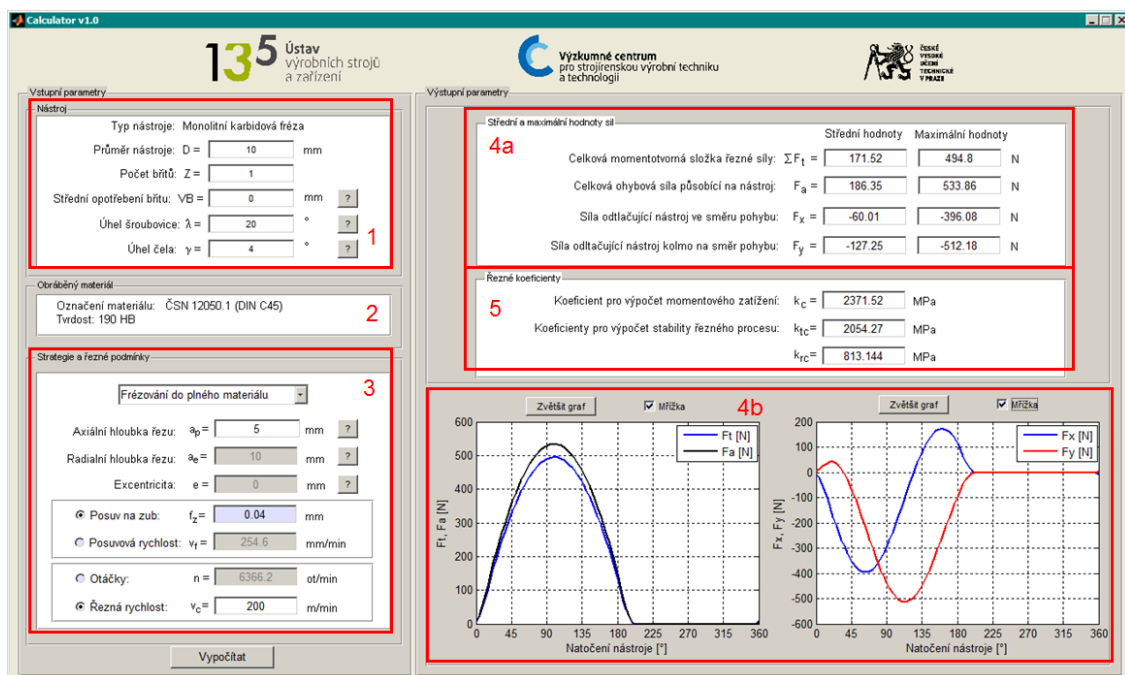 Calculator v1.0
135 Ústav
výrobních strojů
a zařízení
Výzkumné centrum
pro strojírenskou výrobní techniku
a technologii
ČESKÉ
VYSOKÉ
UČENÍ
TECHNICKÉ
V PRAZE
Vstupní parametry
Nástroj
Typ nástroje: Monolitní karbidová fréza
Průměr nástroje: D = 10 mm
Počet břitů: Z = 1
Střední opotřebení břitu: VB = 0 mm ?
Úhel šroubovice: λ = 20 ° ?
Úhel čela: γ = 4 ° ?
1
Obráběný materiál
Označení materiálu: ČSN 12050.1 (DIN C45)
Tvrdost: 190 HB
2
Strategie a řezné podmínky
3
Frézování do plného materiálu
Axiální hloubka řezu: ap= 5 mm ?
Radialní hloubka řezu: ae= 10 mm ?
Excentricita: e = 0 mm ?
Posuv na zub: fz= 0.04 mm
Posuvová rychlost: vf = 254.6 mm/min
Otáčky: n = 6366.2 ot/min
Řezná rychlost: vc= 200 m/min
Vypočítat
Výstupní parametry
Střední a maximální hodnoty sil
4a
Střední hodnoty Maximální hodnoty
Celková momentotvorná složka řezné síly: ΣFt = 171.52 494.8 N
Celková ohybová síla působící na nástroj: Fa = 186.35 533.86 N
Síla odtlačující nástroj ve směru pohybu: Fx = -60.01 -396.08 N
Síla odltačující nástroj kolmo na směr pohybu: Fy = -127.25 -512.18 N
Řezné koeficienty
5
Koeficient pro výpočet momentového zatížení: kc = 2371.52 MPa
Koeficienty pro výpočet stability řezného procesu: ktc= 2054.27 MPa
krc= 813.144 MPa
Zvětšit graf Mřížka
4b
Zvětšit graf Mřížka
600
500
400
300
200
100
0
Ft, Fa [N]
Ft [N]
Fa [N]
0 45 90 135 180 225 270 315 360
Natočení nástroje [°]
200
100
0
-100
-200
-300
-400
-500
-600
Fx, Fy [N]
Fx [N]
Fy [N]
0 45 90 135 180 225 270 315 360
Natočení nástroje [°]